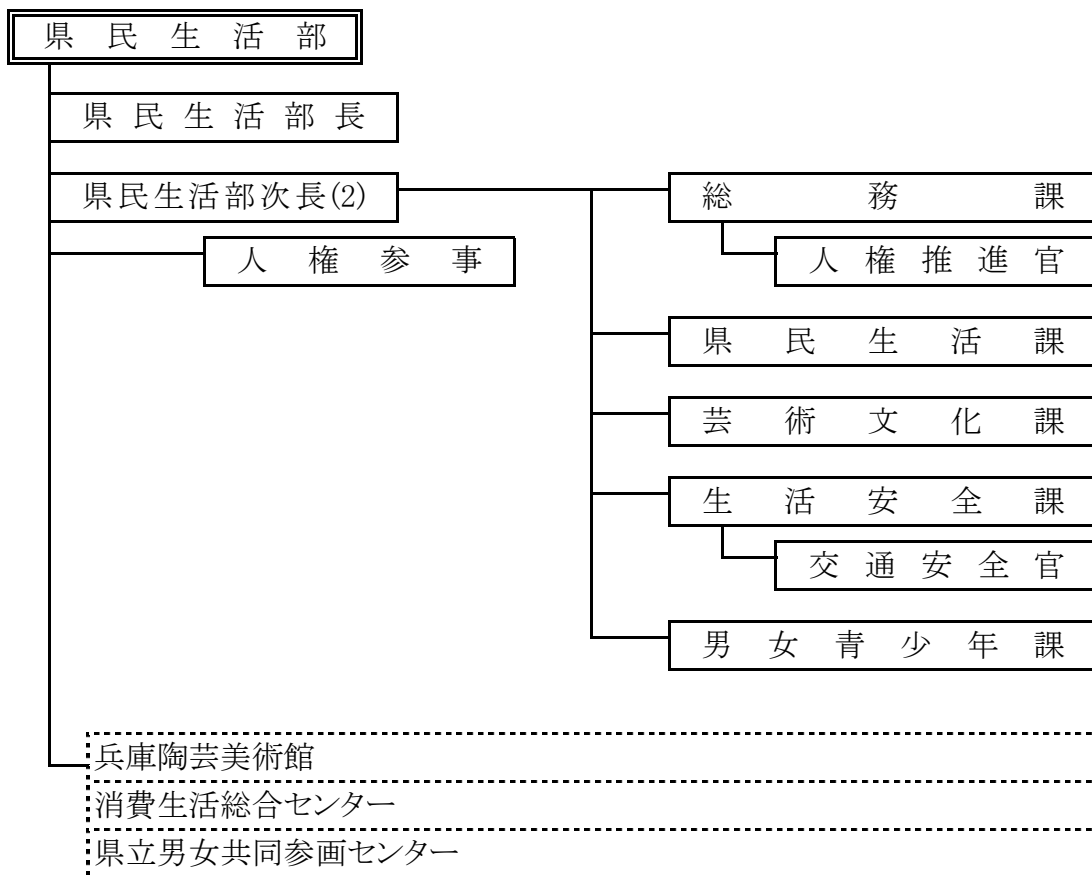 県民生活部
県民生活部長
県民生活部次長(2)
総務課
人権参事
人権推進官
県民生活課
芸術文化課
生活安全課
交通安全官
男女青少年課
兵庫陶芸美術館
消費生活総合センター
県立男女共同参画センター